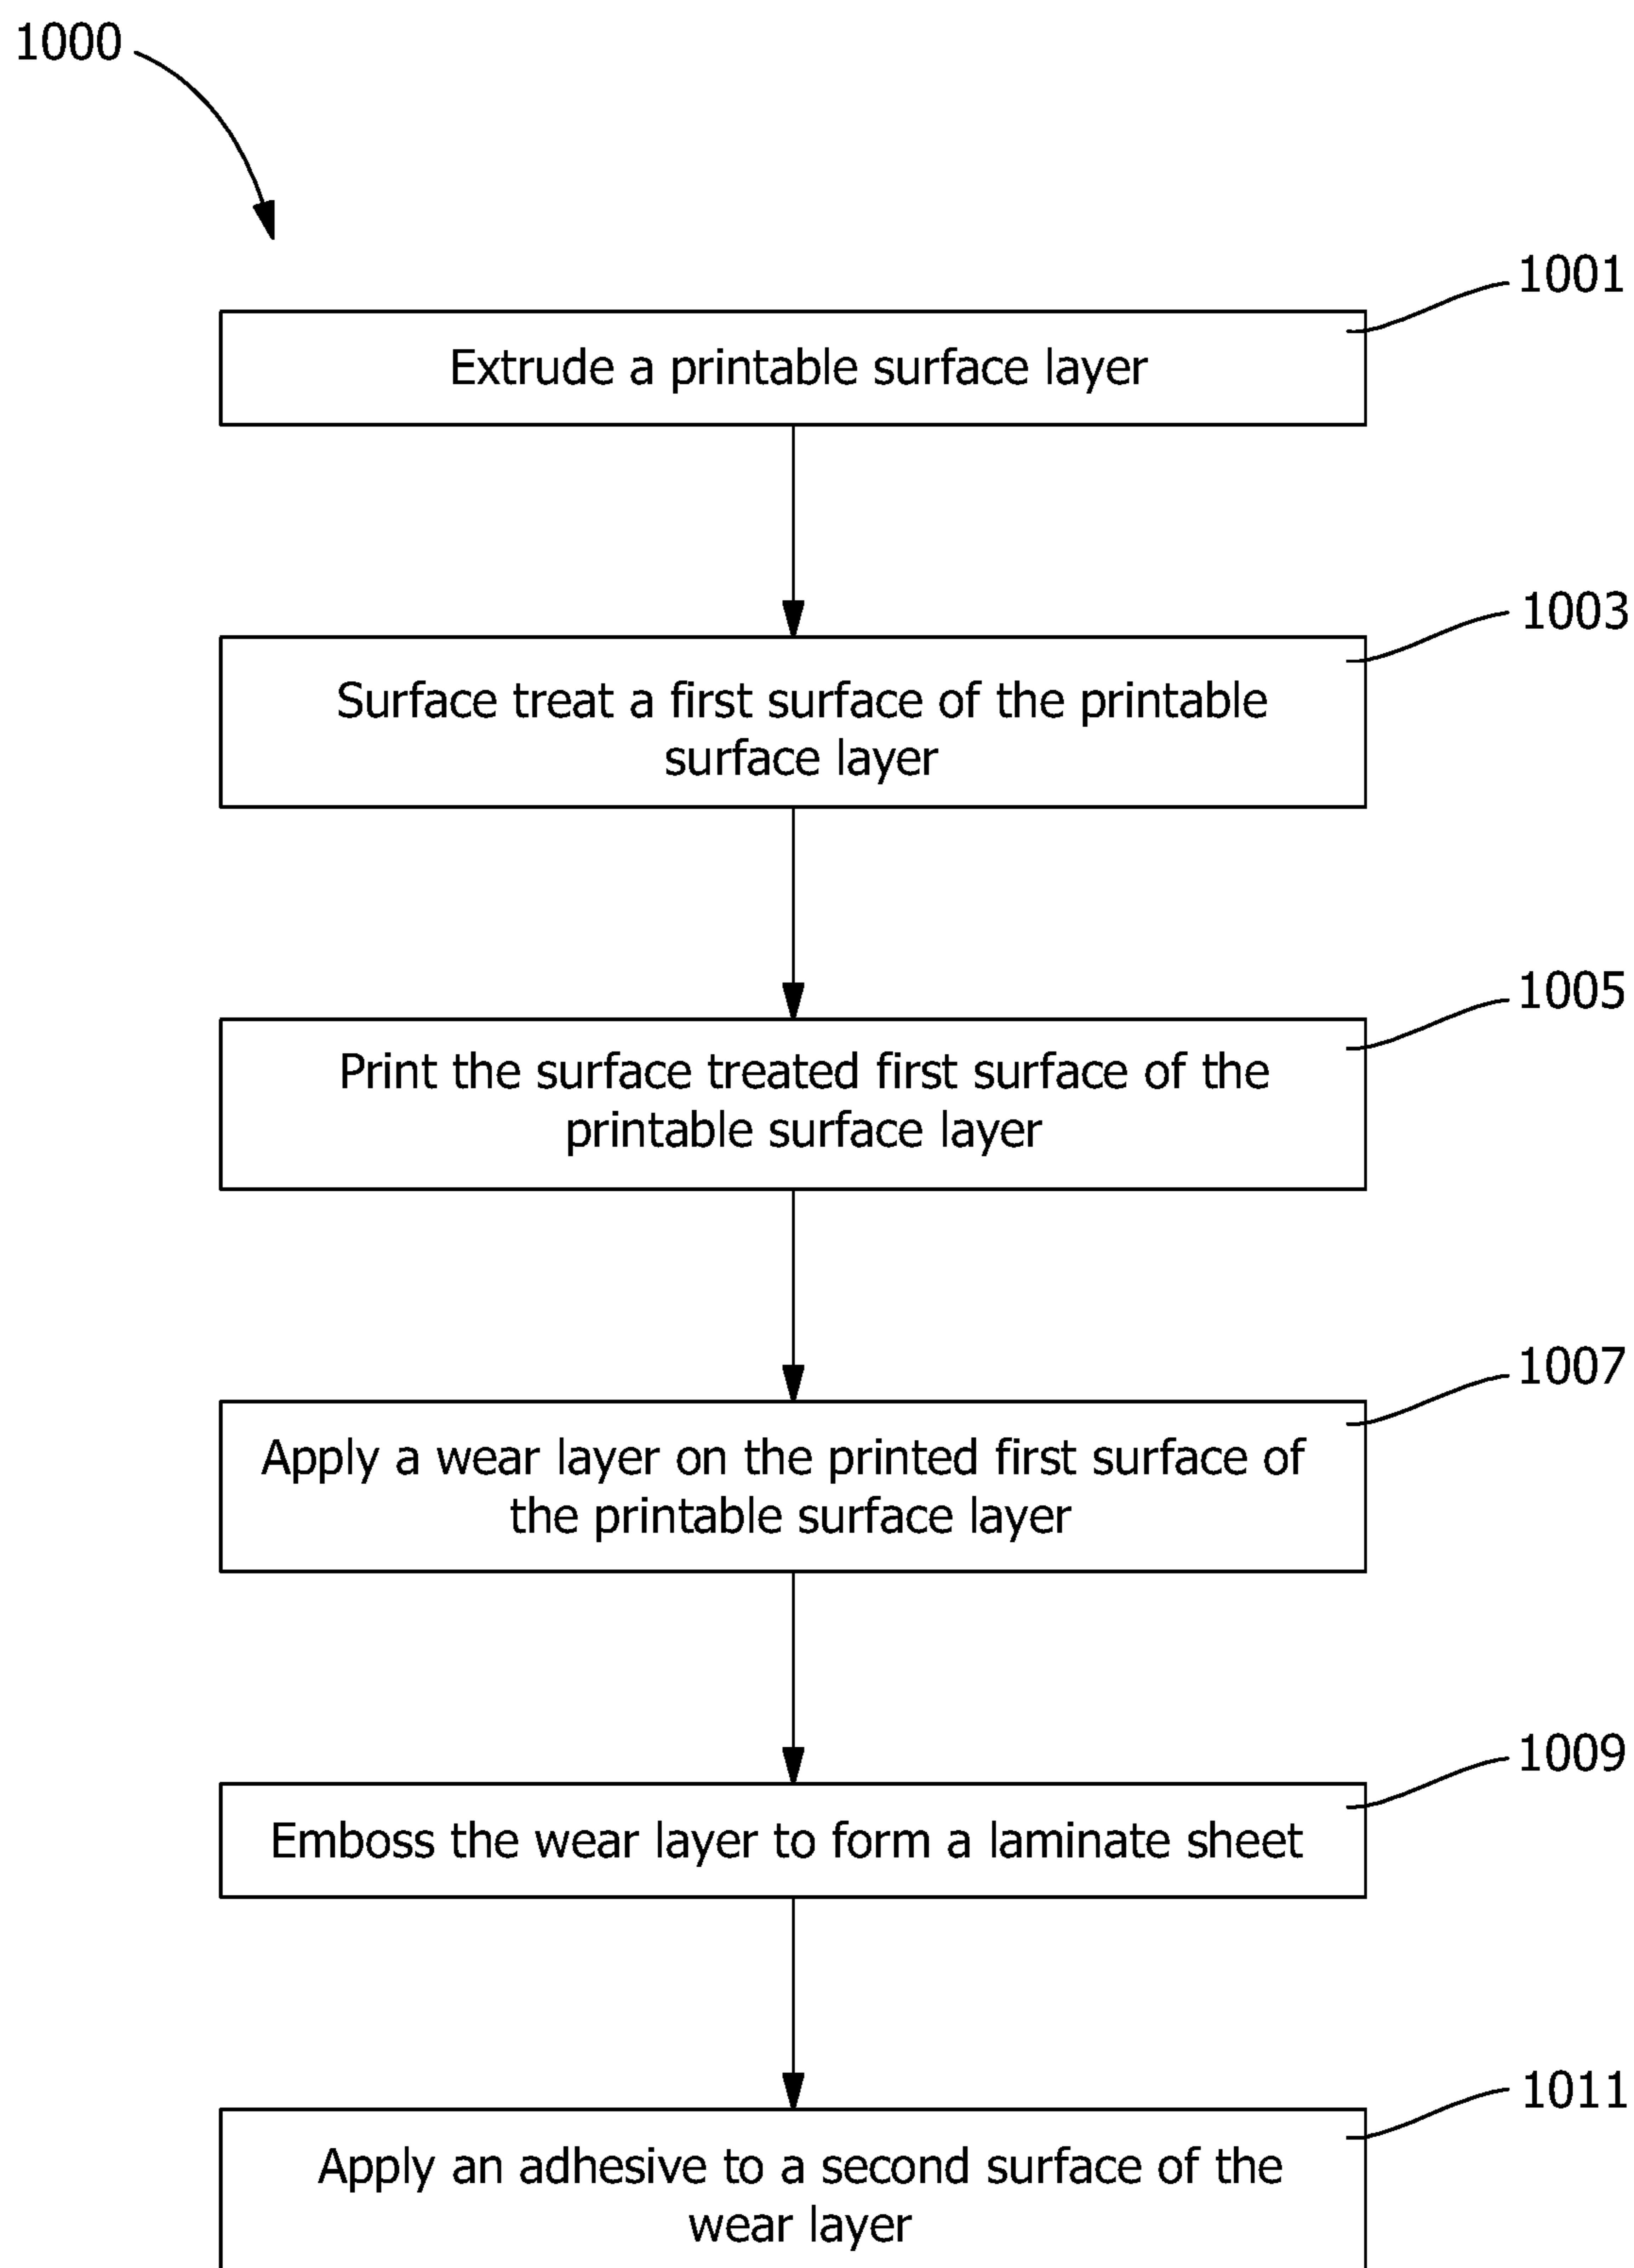 1000
1001
Extrude a printable surface layer
1003
Surface treat a first surface of the printable
surface layer
1005
Print the surface treated first surface of the
printable surface layer
1007
Apply a wear layer on the printed first surface of
the printable surface layer
1009
Emboss the wear layer to form a laminate sheet
1011
Apply an adhesive to a second surface of the
wear layer